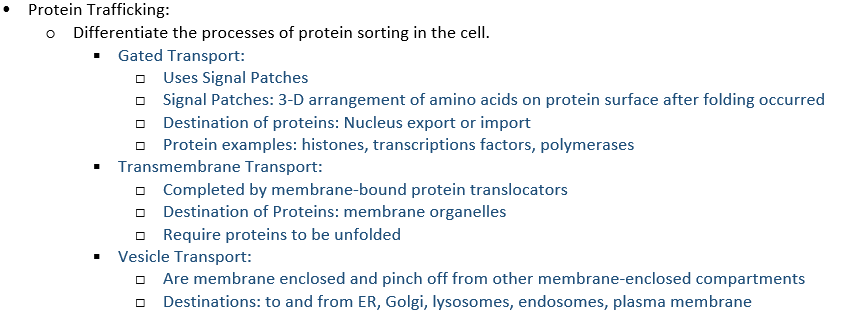 • Protein Trafficking:
o Differentiate the processes of protein sorting in the cell.
▪ Gated Transport:
□ Uses Signal Patches
□ Signal Patches: 3-D arrangement of amino acids on protein surface after folding occurred
□ Destination of proteins: Nucleus export or import
□ Protein examples: histones, transcriptions factors, polymerases
▪ Transmembrane Transport:
□ Completed by membrane-bound protein translocators
□ Destination of Proteins: membrane organelles
□ Require proteins to be unfolded
▪ Vesicle Transport:
□ Are membrane enclosed and pinch off from other membrane-enclosed compartments
□ Destinations: to and from ER, Golgi, lysosomes, endosomes, plasma membrane